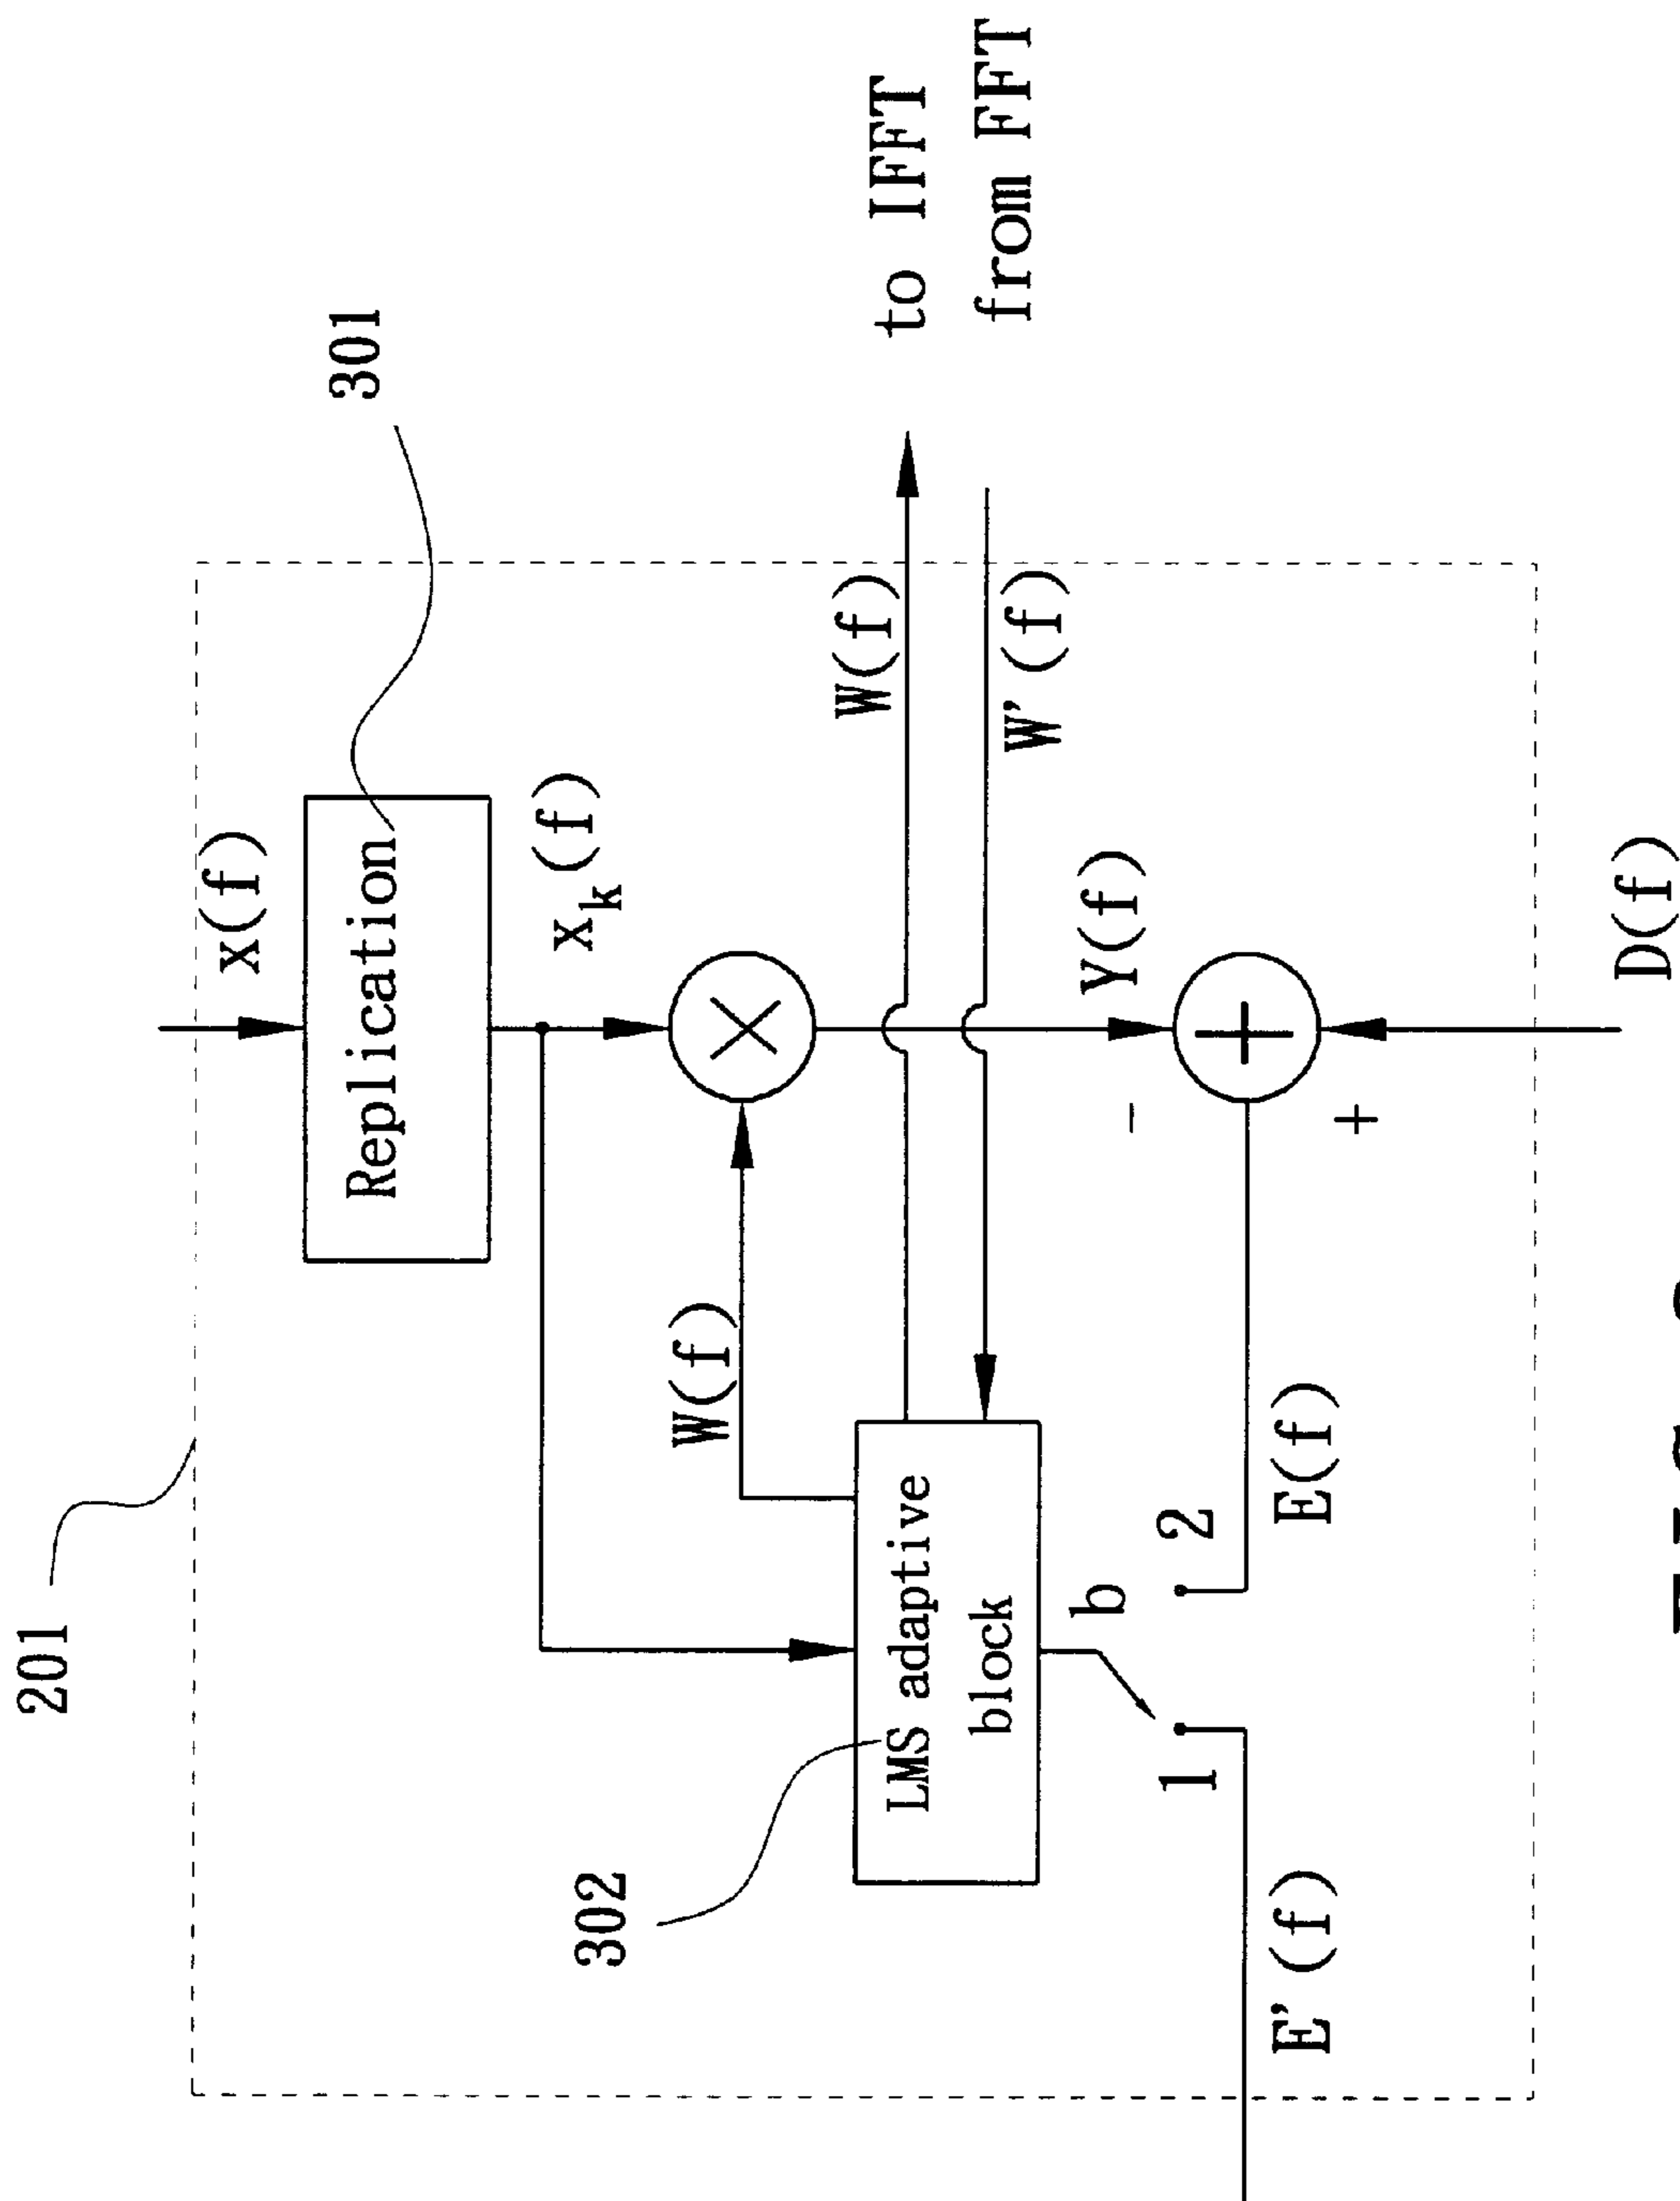 201
301
x(f)
Replication
x_k(f)
302
W(f)
LMS adaptive
block
W(f)
to IFFT
W'(f)
from FFT
b
1
2
Y(f)
-
+
E'(f)
E(f)
D(f)